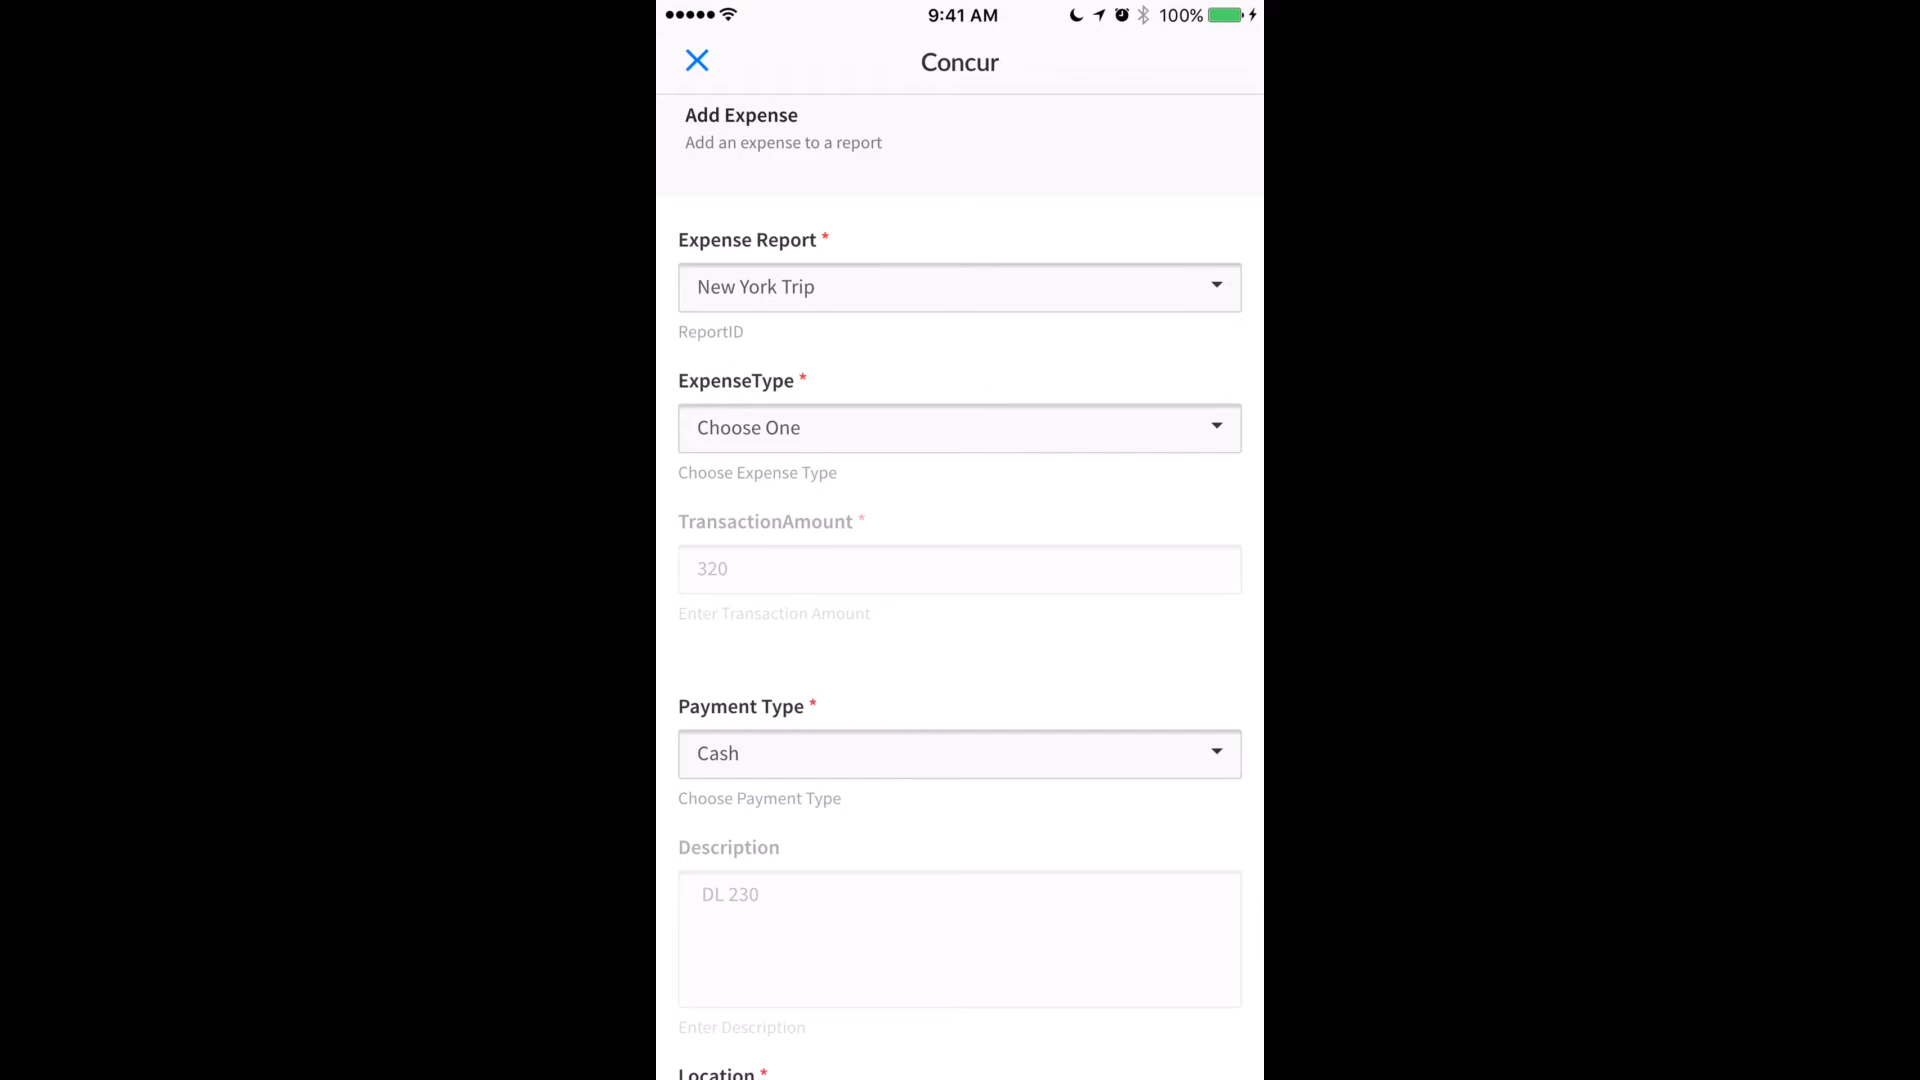 9:41 AM
100%
Concur
Add Expense
Add an expense to a report
Expense Report *
New York Trip
ReportID
ExpenseType *
Choose One
Choose Expense Type
TransactionAmount *
320
Enter Transaction Amount
Payment Type *
Cash
Choose Payment Type
Description
DL 230
Enter Description
Location *